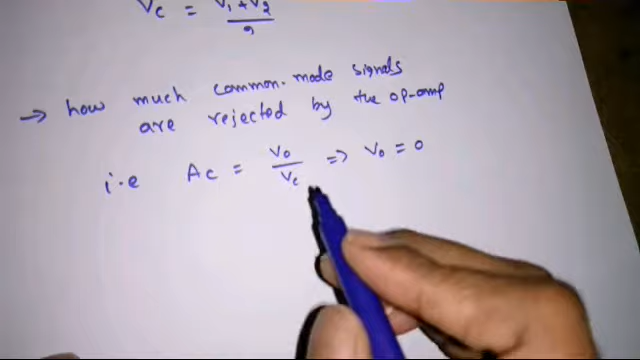 Vc = V1 + V2 / 2
→ how much common-mode signals
are rejected by the op-amp
i.e Ac = Vo / Vc => Vo = 0